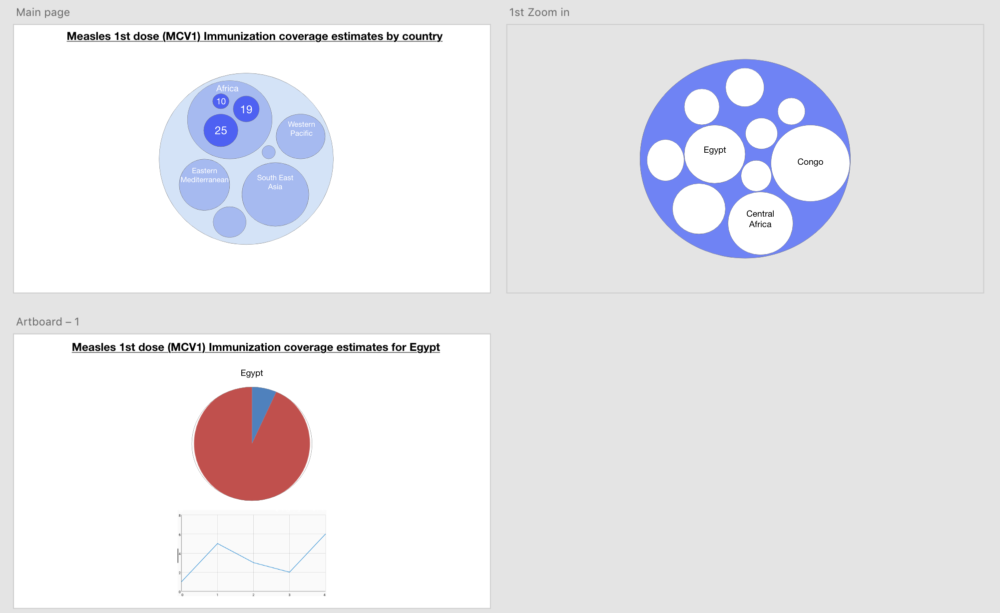 Main page
Measles 1st dose (MCV1) Immunization coverage estimates by country
Africa
10
19
25
Western
Pacific
Eastern
Mediterranean
South East
Asia
1st Zoom in
Egypt
Congo
Central
Africa
Artboard – 1
Measles 1st dose (MCV1) Immunization coverage estimates for Egypt
Egypt
8
6
4
2
0
0 1 2 3 4